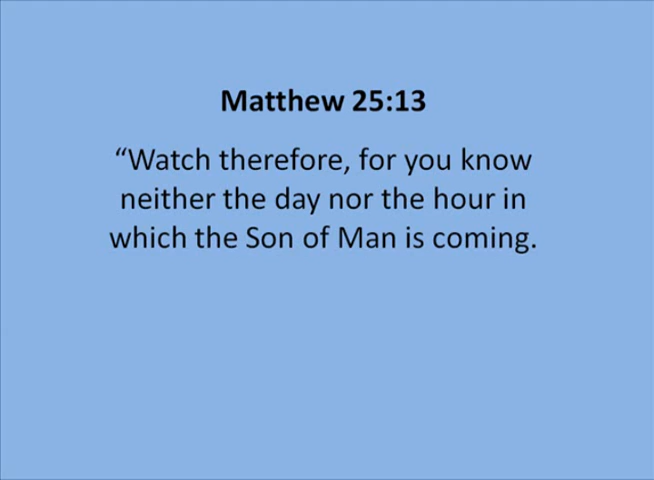 Matthew 25:13
“Watch therefore, for you know
neither the day nor the hour in
which the Son of Man is coming.